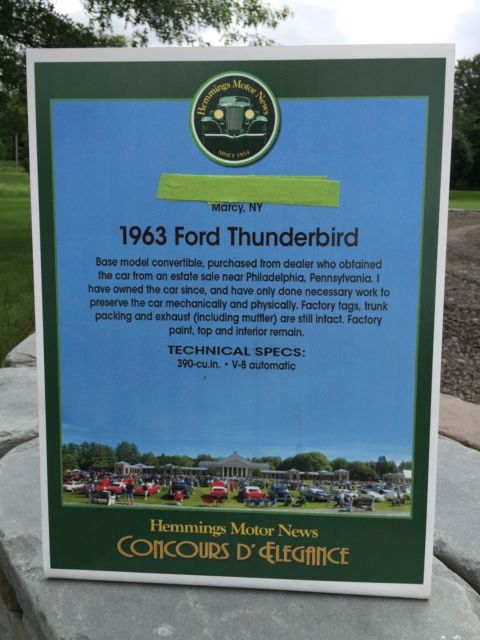 Hemmings Motor News
SINCE 1954
Marcy, NY
1963 Ford Thunderbird
Base model convertible, purchased from dealer who obtained
the car from an estate sale near Philadelphia, Pennsylvania. I
have owned the car since, and have only done necessary work to
preserve the car mechanically and physically. Factory tags, trunk
packing and exhaust (including muffler) are still intact. Factory
paint, top and interior remain.
TECHNICAL SPECS:
390-cu.in. • V-8 automatic
Hemmings Motor News
CONCOURS D' ELEGANCE